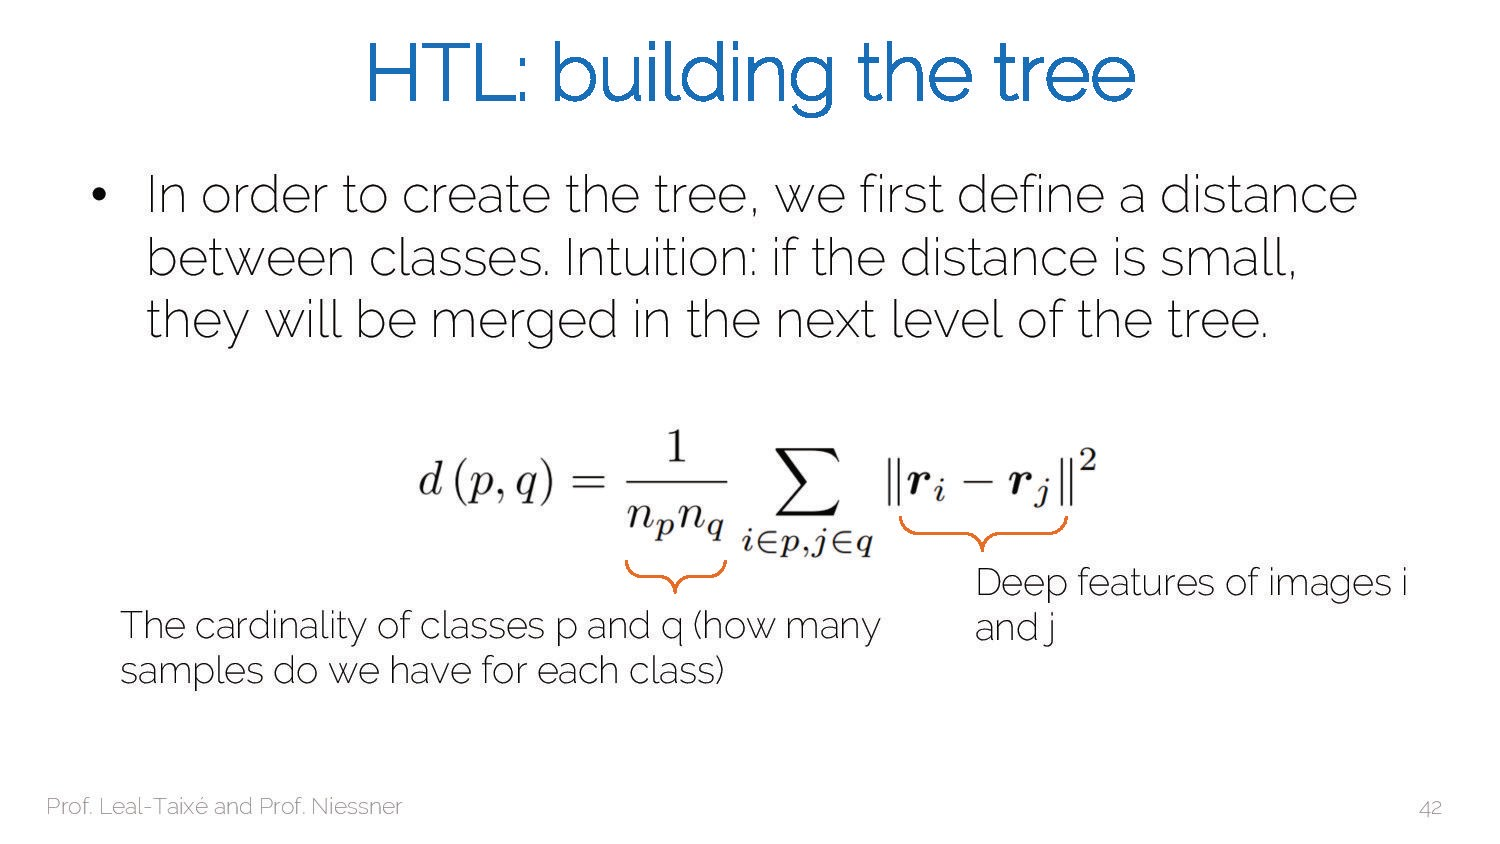 HTL: building the tree
• In order to create the tree, we first define a distance
between classes. Intuition: if the distance is small,
they will be merged in the next level of the tree.
d (p, q) = \frac{1}{n_p n_q} \sum_{i∈p, j∈q} ‖r_i − r_j‖^2
Deep features of images i
and j
The cardinality of classes p and q (how many
samples do we have for each class)
Prof. Leal-Taixé and Prof. Niessner
42